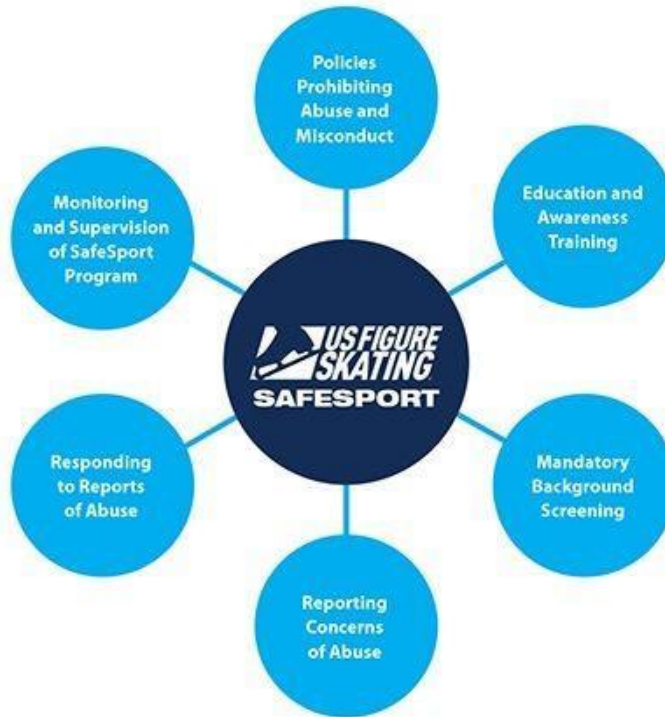 Policies
Prohibiting
Abuse and
Misconduct
Education and
Awareness
Training
Mandatory
Background
Screening
Reporting
Concerns
of Abuse
Responding
to Reports
of Abuse
Monitoring
and Supervision
of SafeSport
Program
US FIGURE
SKATING
SAFESPORT